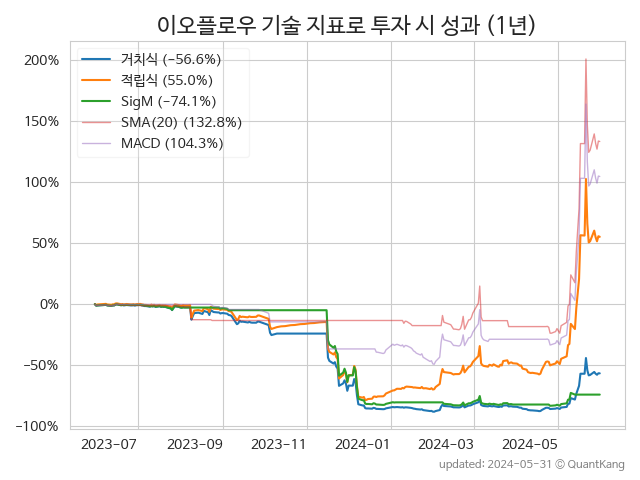 이오플로우 기술 지표로 투자 시 성과 (1년)
거치식 (−56.6%)
적립식 (55.0%)
SigM (−74.1%)
SMA(20) (132.8%)
MACD (104.3%)
200%
150%
100%
50%
0%
−50%
−100%
2023-07 2023-09 2023-11 2024-01 2024-03 2024-05
updated: 2024-05-31 © QuantKang